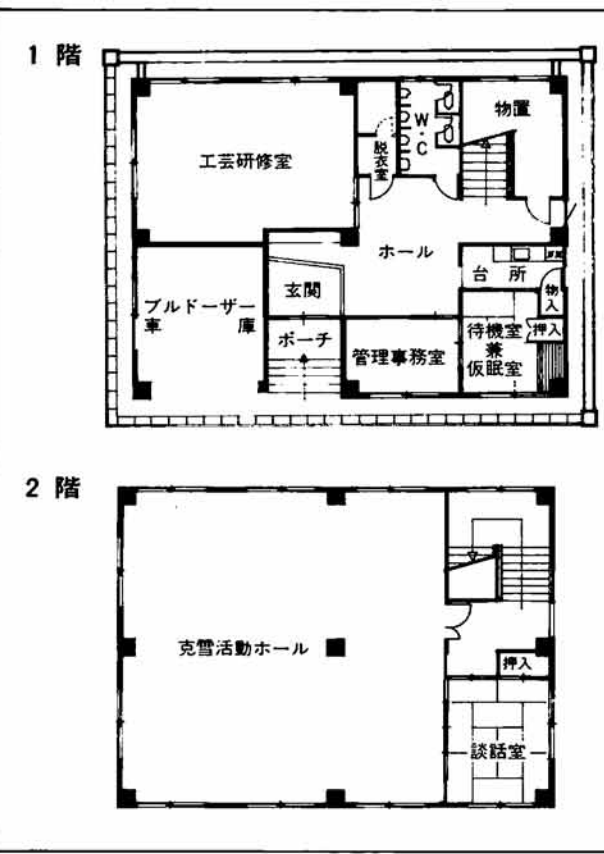 1 階
工芸研修室
脱衣室
W・C
物置
ホール
台所
物入
玄関
ブルドーザー
車庫
ポーチ
管理事務室
待機室
兼
仮眠室
押入
2 階
克雪活動ホール
押入
談話室